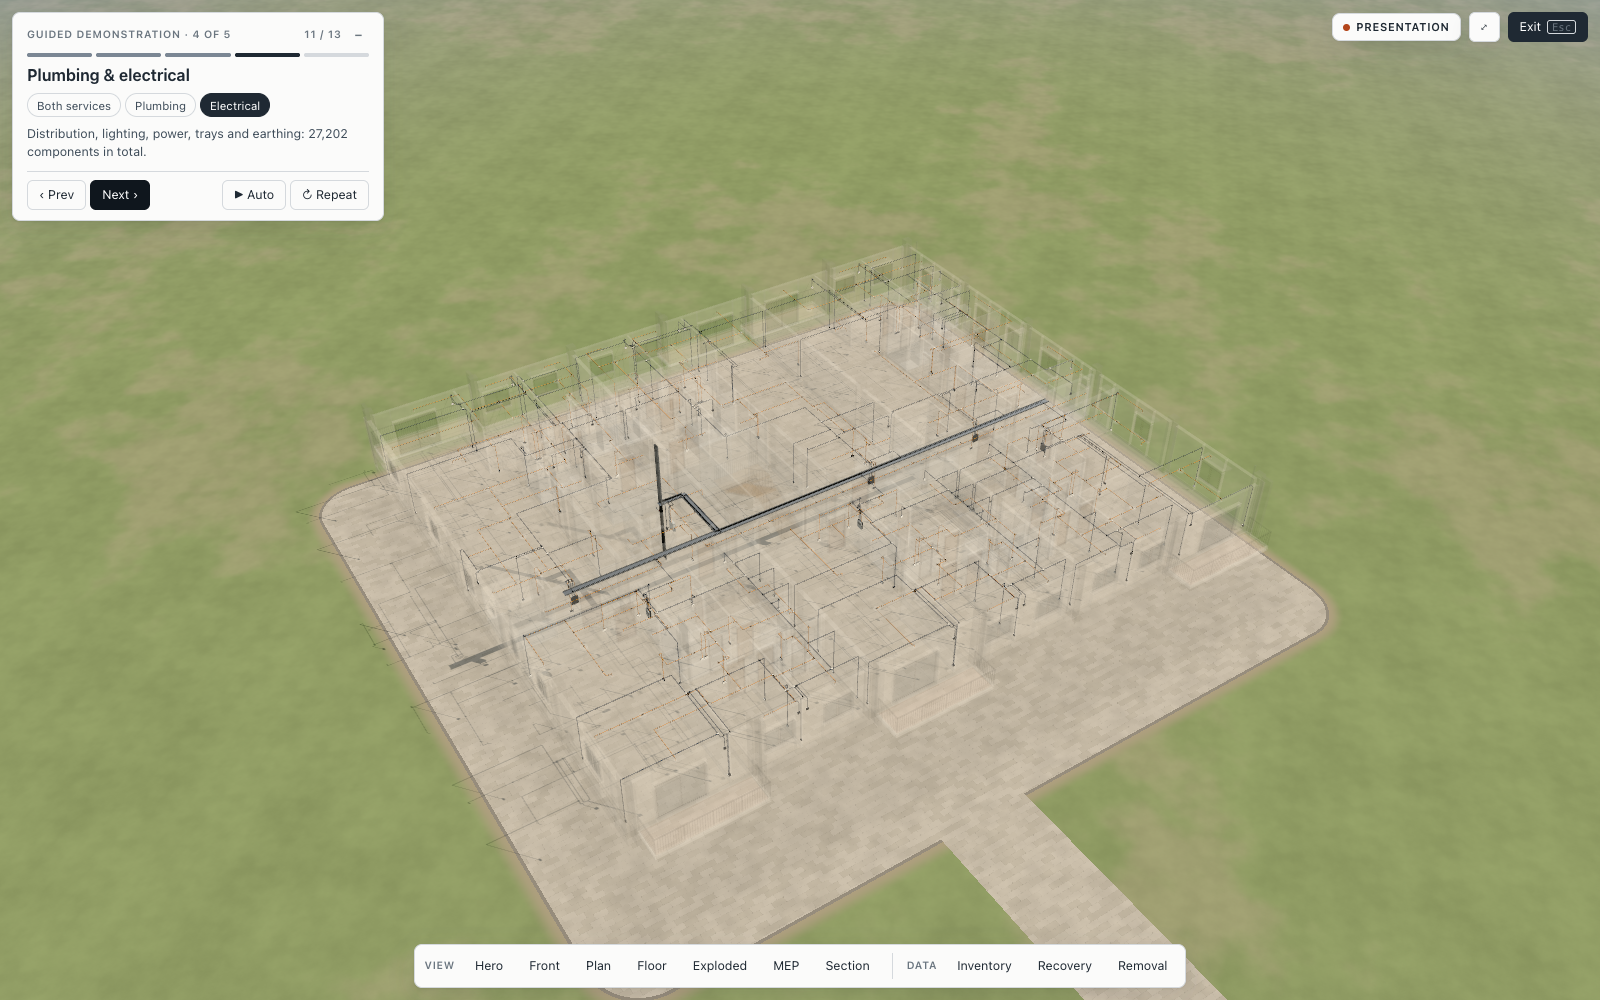 GUIDED DEMONSTRATION · 4 OF 5
11 / 13 –
Plumbing & electrical
Both services
Plumbing
Electrical
Distribution, lighting, power, trays and earthing: 27,202
components in total.
‹ Prev
Next ›
▶ Auto
↻ Repeat
PRESENTATION
Exit Esc
VIEW
Hero
Front
Plan
Floor
Exploded
MEP
Section
DATA
Inventory
Recovery
Removal